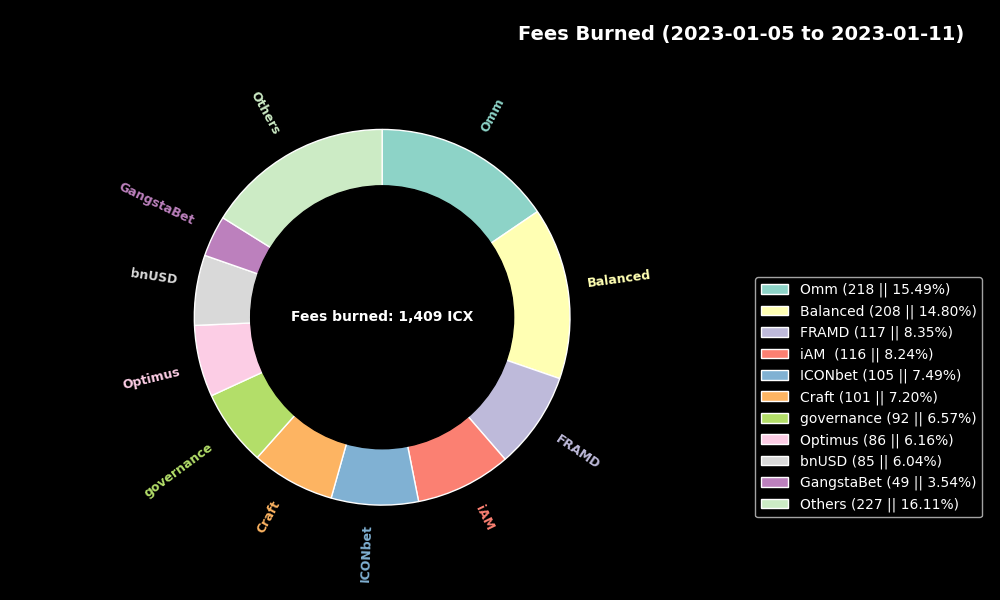 Fees Burned (2023-01-05 to 2023-01-11)
Others
Omm
GangstaBet
bnUSD
Balanced
Fees burned: 1,409 ICX
Optimus
governance
FRAMD
Craft
iAM
ICONbet
Omm (218 || 15.49%)
Balanced (208 || 14.80%)
FRAMD (117 || 8.35%)
iAM  (116 || 8.24%)
ICONbet (105 || 7.49%)
Craft (101 || 7.20%)
governance (92 || 6.57%)
Optimus (86 || 6.16%)
bnUSD (85 || 6.04%)
GangstaBet (49 || 3.54%)
Others (227 || 16.11%)